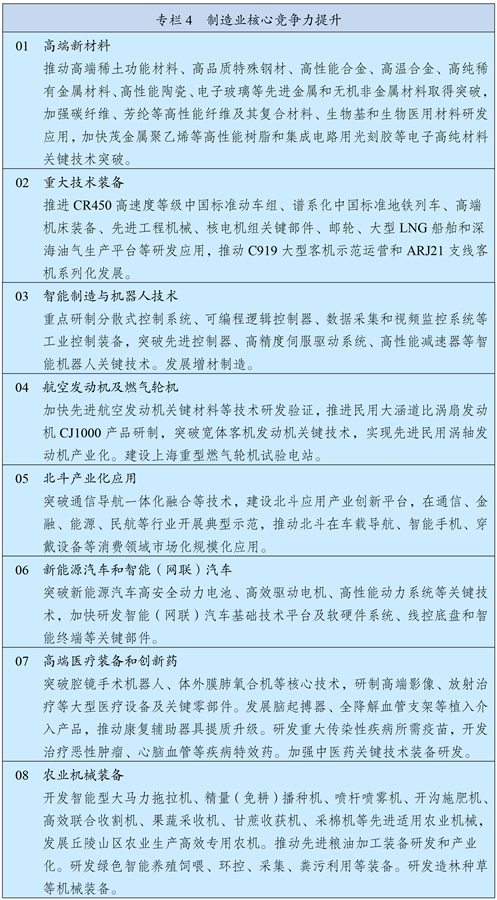 专栏 4 制造业核心竞争力提升
01 高端新材料
推动高端稀土功能材料、高品质特殊钢材、高性能合金、高温合金、高纯稀
有金属材料、高性能陶瓷、电子玻璃等先进金属和无机非金属材料取得突破，
加强碳纤维、芳纶等高性能纤维及其复合材料、生物基和生物医用材料研发
应用，加快茂金属聚乙烯等高性能树脂和集成电路用光刻胶等电子高纯材料
关键技术突破。
02 重大技术装备
推进 CR450 高速度等级中国标准动车组、谱系化中国标准地铁列车、高端
机床装备、先进工程机械、核电机组关键部件、邮轮、大型 LNG 船舶和深
海油气生产平台等研发应用，推动 C919 大型客机示范运营和 ARJ21 支线客
机系列化发展。
03 智能制造与机器人技术
重点研制分散式控制系统、可编程逻辑控制器、数据采集和视频监控系统等
工业控制装备，突破先进控制器、高精度伺服驱动系统、高性能减速器等智
能机器人关键技术。发展增材制造。
04 航空发动机及燃气轮机
加快先进航空发动机关键材料等技术研发验证，推进民用大涵道比涡扇发动
机 CJ1000 产品研制，突破宽体客机发动机关键技术，实现先进民用涡轴发
动机产业化。建设上海重型燃气轮机试验电站。
05 北斗产业化应用
突破通信导航一体化融合等技术，建设北斗应用产业创新平台，在通信、金
融、能源、民航等行业开展典型示范，推动北斗在车载导航、智能手机、穿
戴设备等消费领域市场化规模化应用。
06 新能源汽车和智能（网联）汽车
突破新能源汽车高安全动力电池、高效驱动电机、高性能动力系统等关键技
术，加快研发智能（网联）汽车基础技术平台及软硬件系统、线控底盘和智
能终端等关键部件。
07 高端医疗装备和创新药
突破腔镜手术机器人、体外膜肺氧合机等核心技术，研制高端影像、放射治
疗等大型医疗设备及关键零部件。发展脑起搏器、全降解血管支架等植入介
入产品，推动康复辅助器具提质升级。研发重大传染性疾病所需疫苗，开发
治疗恶性肿瘤、心脑血管等疾病特效药。加强中医药关键技术装备研发。
08 农业机械装备
开发智能型大马力拖拉机、精量（免耕）播种机、喷杆喷雾机、开沟施肥机、
高效联合收割机、果蔬采收机、甘蔗收获机、采棉机等先进适用农业机械，
发展丘陵山区农业生产高效专用农机。推动先进粮油加工装备研发和产业
化。研发绿色智能养殖饲喂、环控、采集、粪污利用等装备。研发造林种草
等机械装备。